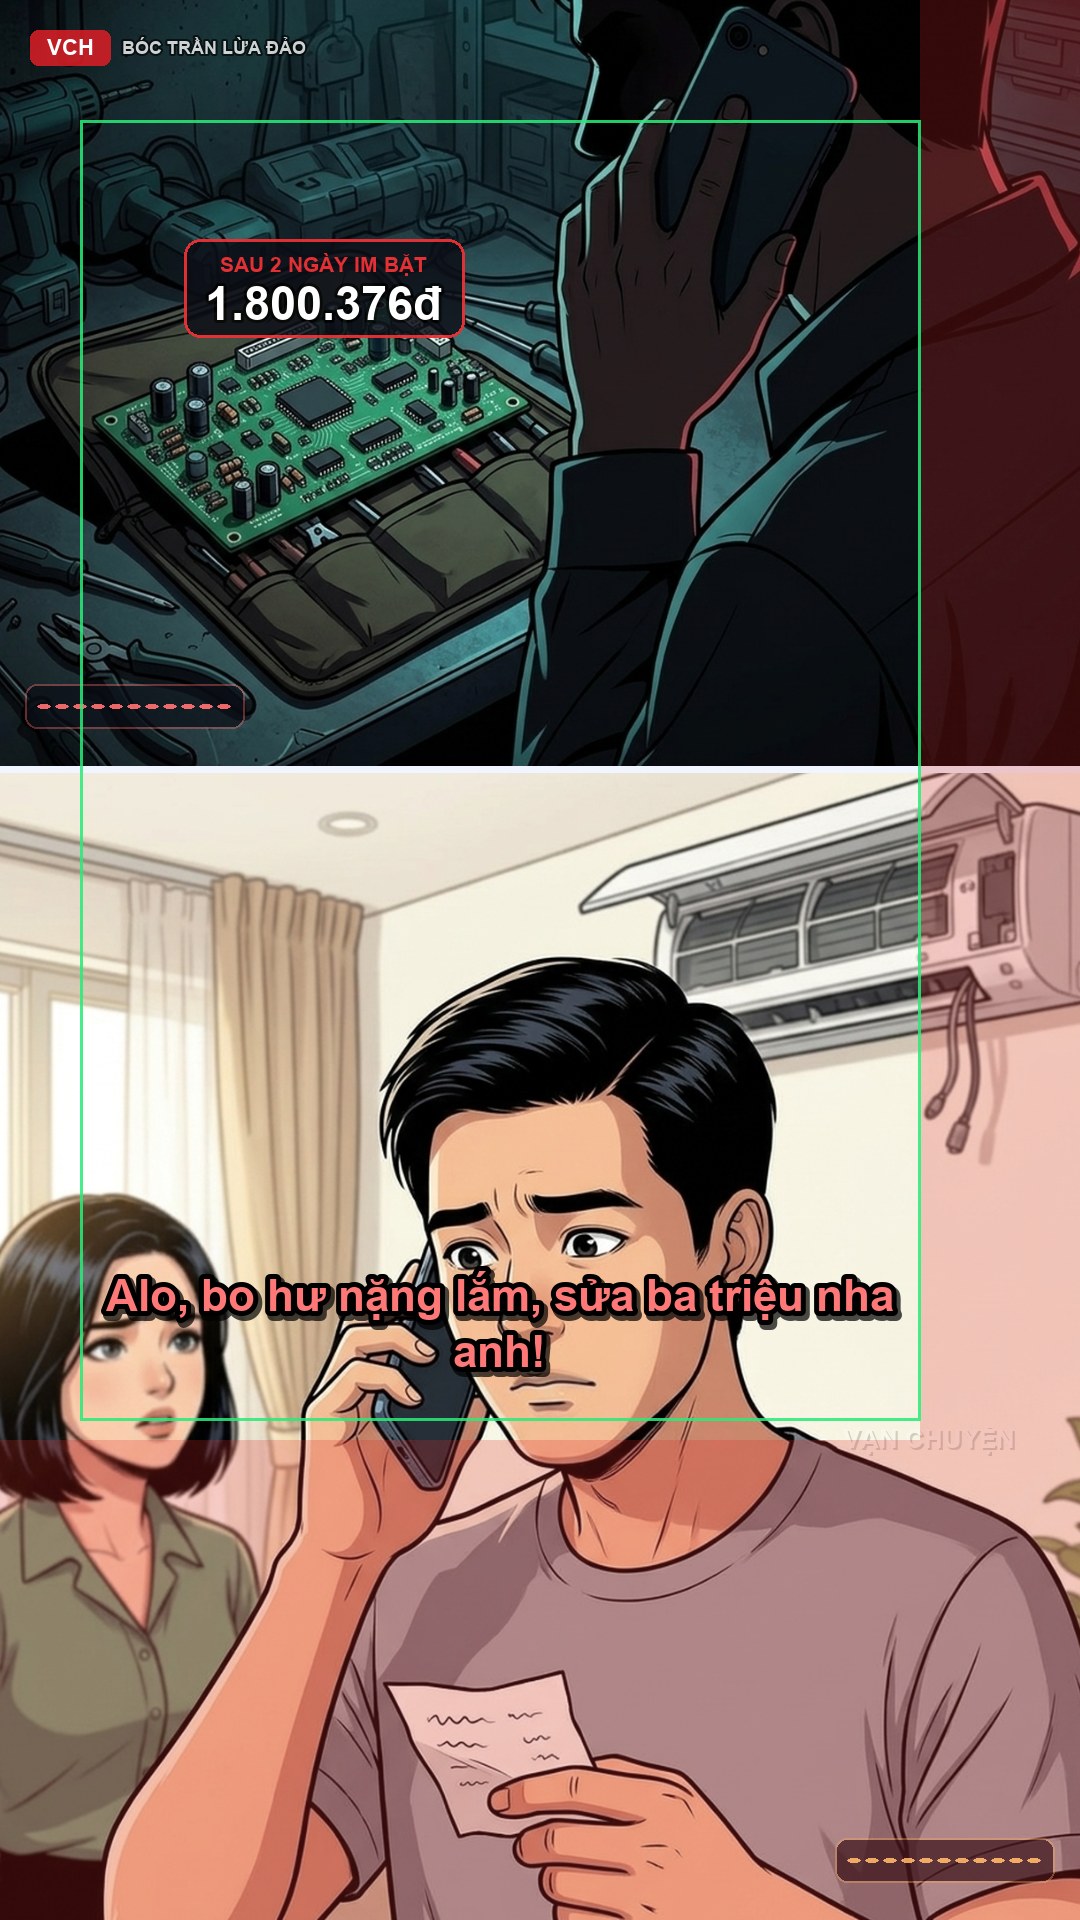 VCH BÓC TRẦN LỪA ĐẢO
SAU 2 NGÀY IM BẶT
1.800.376đ
Alo, bo hư nặng lắm, sửa ba triệu nha
anh!
VẠN CHUYỆN